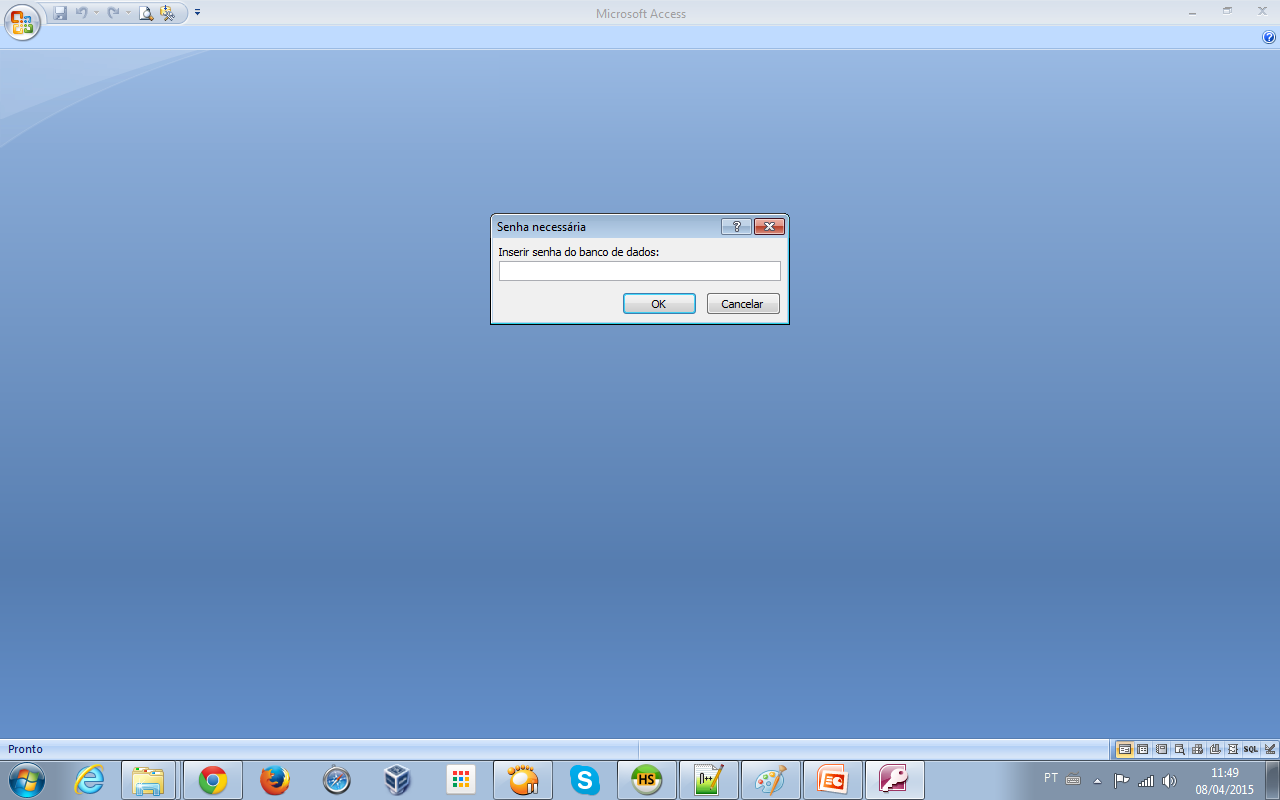 Microsoft Access
Senha necessária
Inserir senha do banco de dados:
OK
Cancelar
Pronto
SQL
HS
n++
PT
11:49
08/04/2015